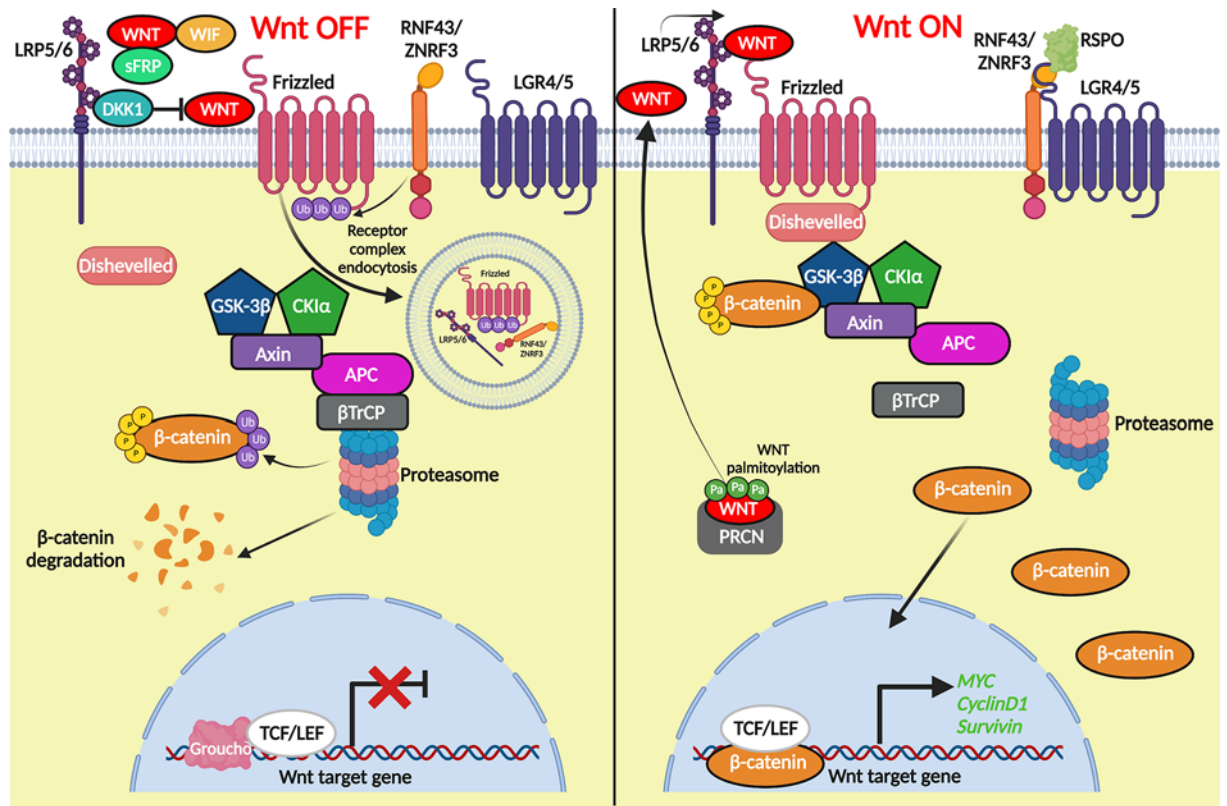 Wnt OFF
LRP5/6
WNT
WIF
sFRP
DKK1
WNT
Frizzled
RNF43/
ZNRF3
LGR4/5
Ub Ub Ub
Receptor
complex
endocytosis
Dishevelled
GSK-3β
CKIα
Axin
APC
βTrCP
Frizzled
Ub Ub Ub
LRP5/6
RNF43/
ZNRF3
P
P
P
P
β-catenin
Ub
Ub
Ub
Proteasome
β-catenin
degradation
Groucho
TCF/LEF
Wnt target gene
Wnt ON
LRP5/6
WNT
WNT
Frizzled
RNF43/
ZNRF3
RSPO
LGR4/5
Dishevelled
GSK-3β
CKIα
P
P
P
P
β-catenin
Axin
APC
βTrCP
Proteasome
WNT
palmitoylation
Pa Pa Pa
WNT
PRCN
β-catenin
β-catenin
β-catenin
MYC
CyclinD1
Survivin
TCF/LEF
β-catenin
Wnt target gene